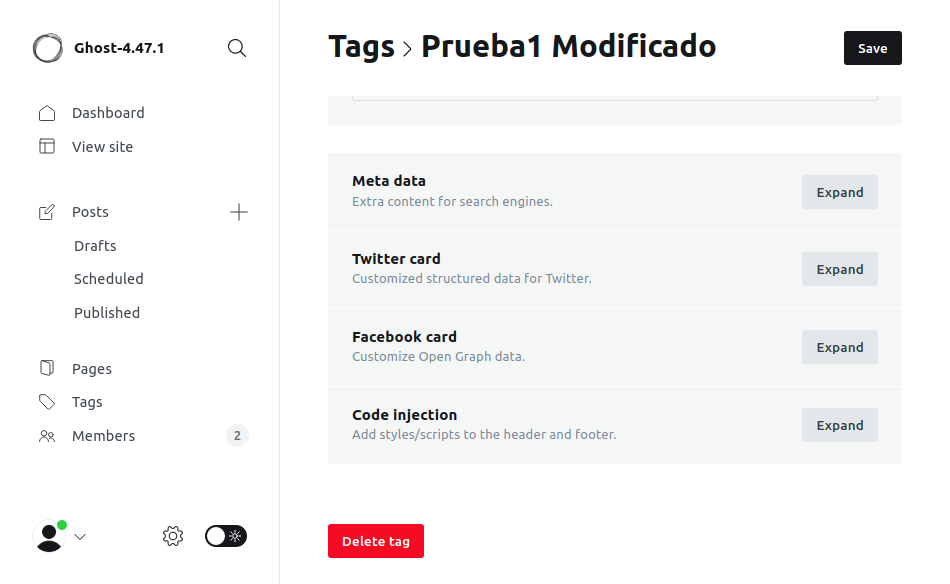 Ghost-4.47.1
Dashboard
View site
Posts
Drafts
Scheduled
Published
Pages
Tags
Members 2
Tags > Prueba1 Modificado
Save
Meta data
Extra content for search engines.
Expand
Twitter card
Customized structured data for Twitter.
Expand
Facebook card
Customize Open Graph data.
Expand
Code injection
Add styles/scripts to the header and footer.
Expand
Delete tag